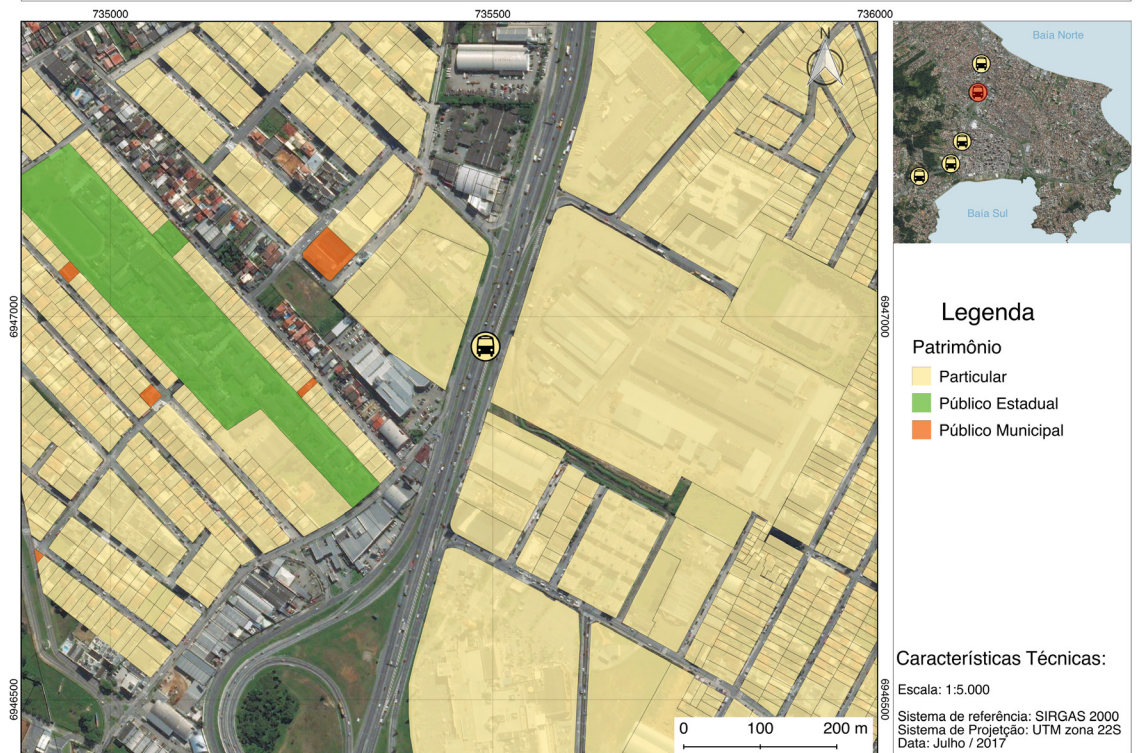 735000
735500
736000
N
6947000
6947000
6946500
6946500
0 100 200 m
Baía Norte
Baía Sul
Legenda
Patrimônio
Particular
Público Estadual
Público Municipal
Características Técnicas:
Escala: 1:5.000
Sistema de referência: SIRGAS 2000
Sistema de Projetção: UTM zona 22S
Data: Julho / 2017